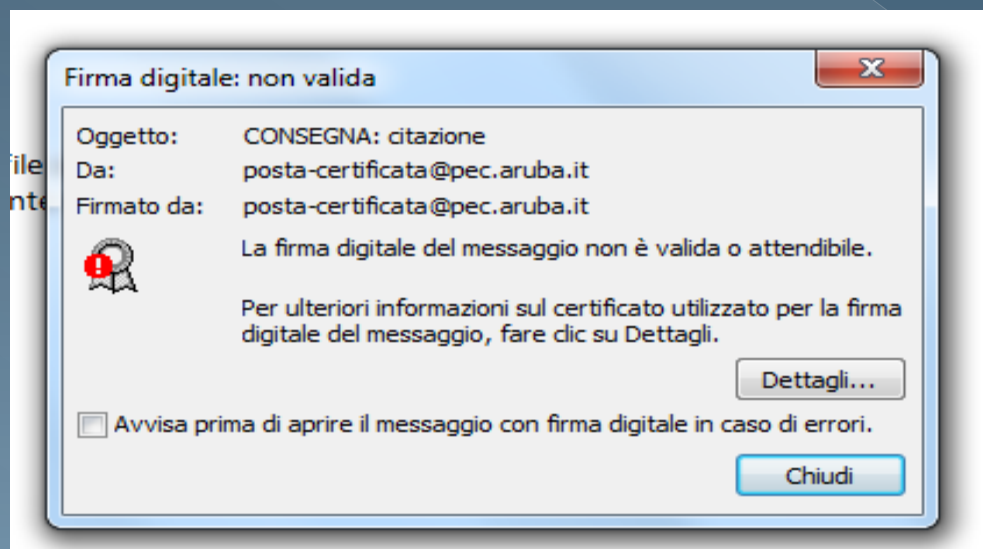 Firma digitale: non valida
Oggetto: CONSEGNA: citazione
Da: posta-certificata@pec.aruba.it
Firmato da: posta-certificata@pec.aruba.it
La firma digitale del messaggio non è valida o attendibile.
Per ulteriori informazioni sul certificato utilizzato per la firma
digitale del messaggio, fare clic su Dettagli.
Dettagli...
Avvisa prima di aprire il messaggio con firma digitale in caso di errori.
Chiudi